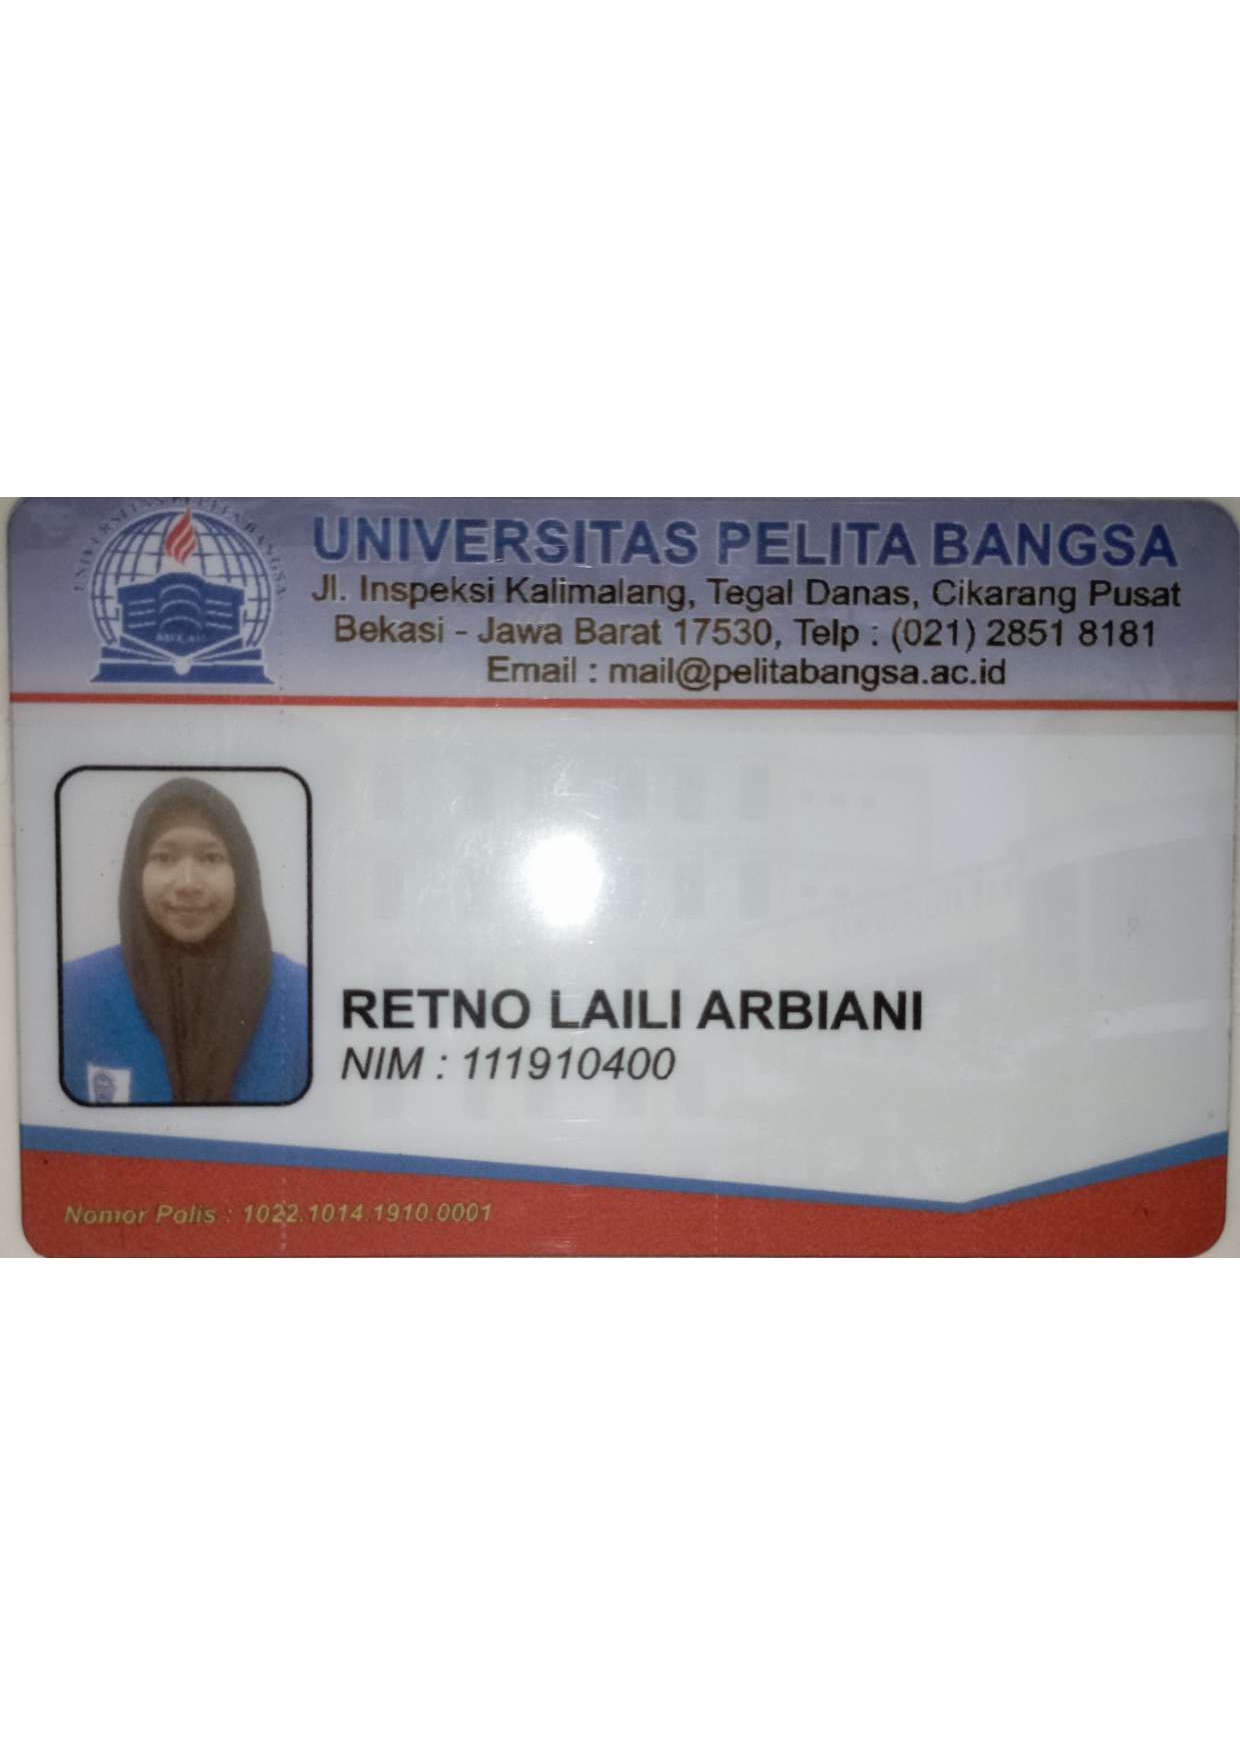 UNIVERSITAS PELITA BANGSA
UNIVERSITAS PELITA BANGSA
Jl. Inspeksi Kalimalang, Tegal Danas, Cikarang Pusat
Bekasi - Jawa Barat 17530, Telp : (021) 2851 8181
Email : mail@pelitabangsa.ac.id
RETNO LAILI ARBIANI
NIM : 111910400
Nomor Polis : 1022.1014.1910.0001